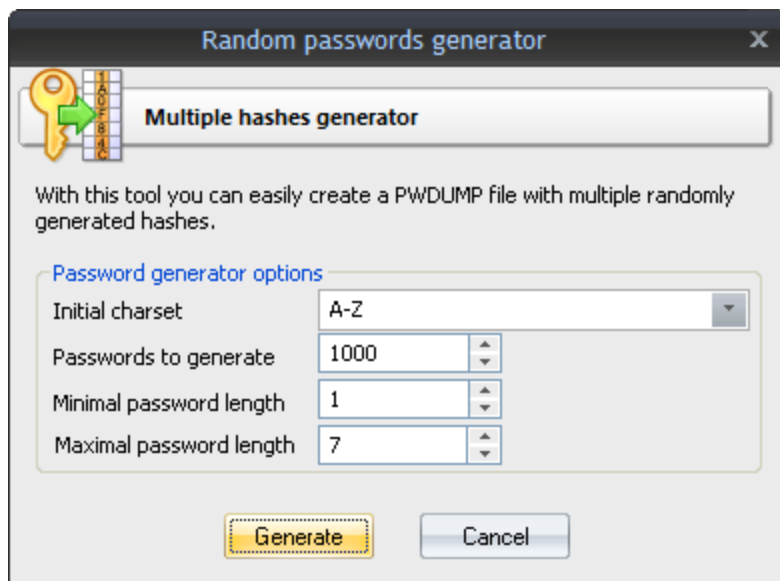 Random passwords generator x
Multiple hashes generator
With this tool you can easily create a PWDUMP file with multiple randomly
generated hashes.
Password generator options
Initial charset A-Z
Passwords to generate 1000
Minimal password length 1
Maximal password length 7
Generate Cancel